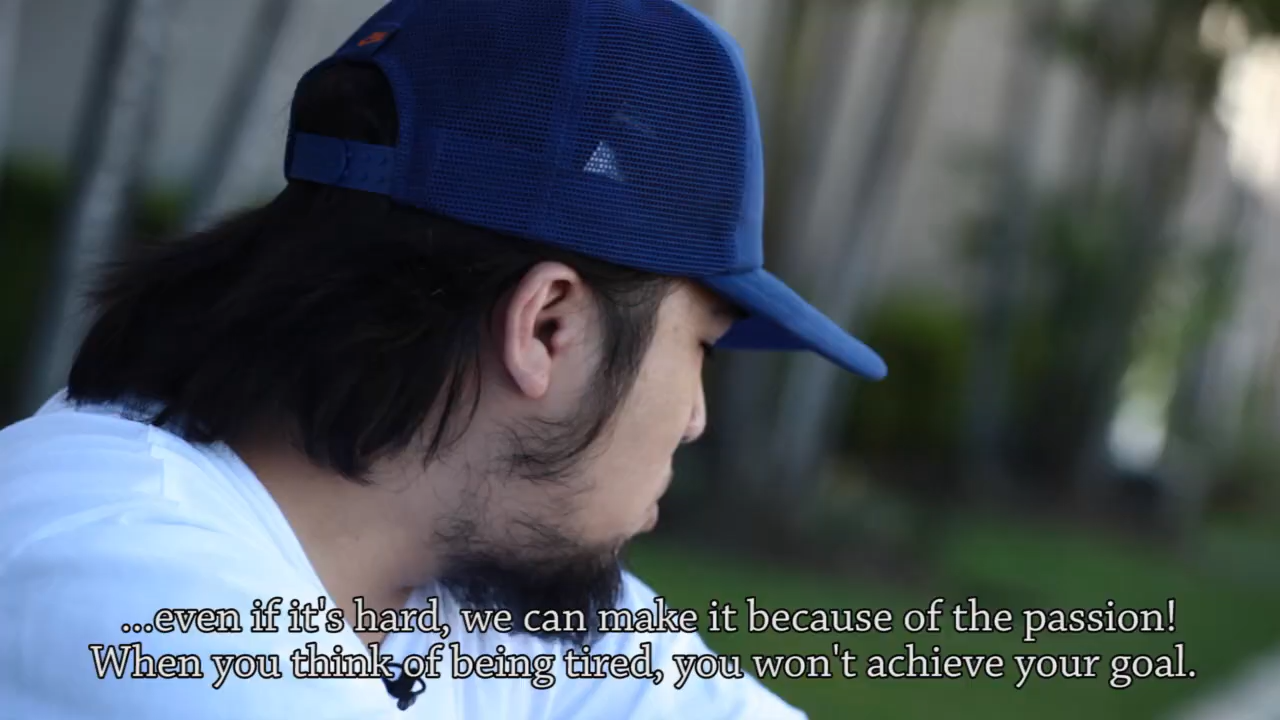 ...even if it's hard, we can make it because of the passion!
When you think of being tired, you won't achieve your goal.